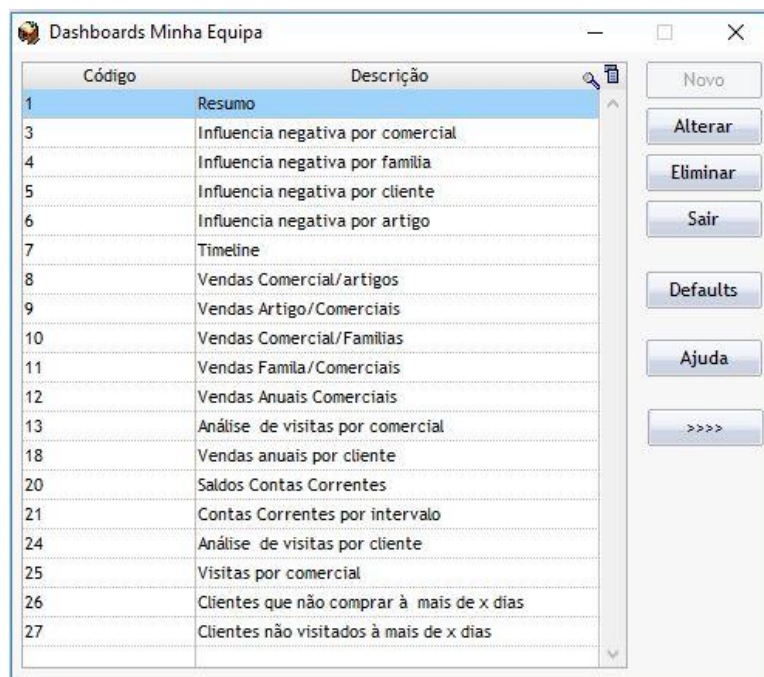 Dashboards Minha Equipa
Código Descrição
1 Resumo
3 Influencia negativa por comercial
4 Influencia negativa por familia
5 Influencia negativa por cliente
6 Influencia negativa por artigo
7 Timeline
8 Vendas Comercial/artigos
9 Vendas Artigo/Comerciais
10 Vendas Comercial/Familias
11 Vendas Famila/Comerciais
12 Vendas Anuais Comerciais
13 Análise de visitas por comercial
18 Vendas anuais por cliente
20 Saldos Contas Correntes
21 Contas Correntes por intervalo
24 Análise de visitas por cliente
25 Visitas por comercial
26 Clientes que não comprar à mais de x dias
27 Clientes não visitados à mais de x dias
Novo
Alterar
Eliminar
Sair
Defaults
Ajuda
>>>>